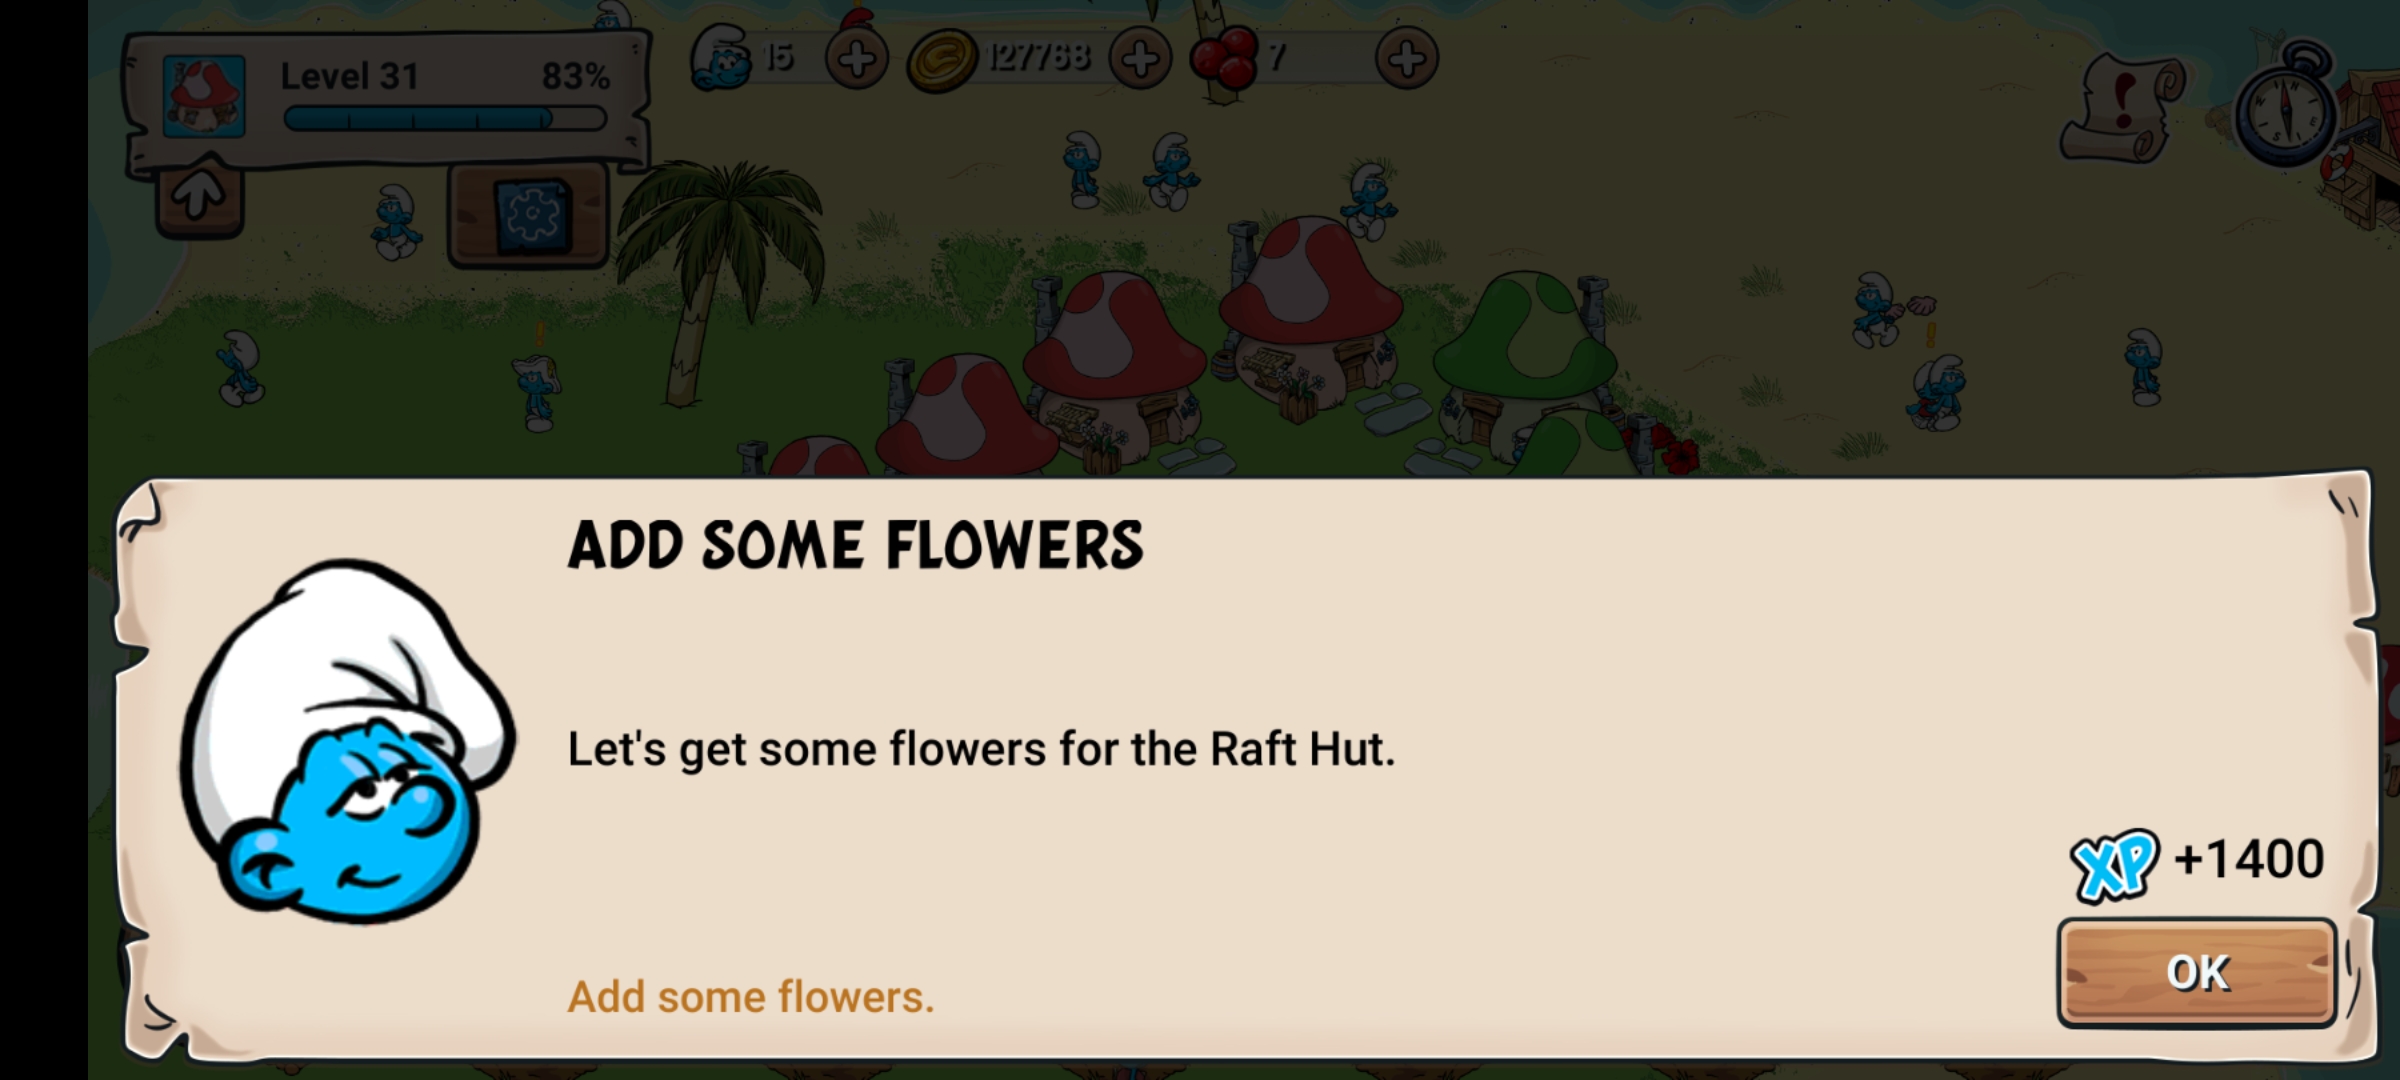 Level 31 83%
15
127768
7
ADD SOME FLOWERS
Let's get some flowers for the Raft Hut.
XP +1400
Add some flowers.
OK